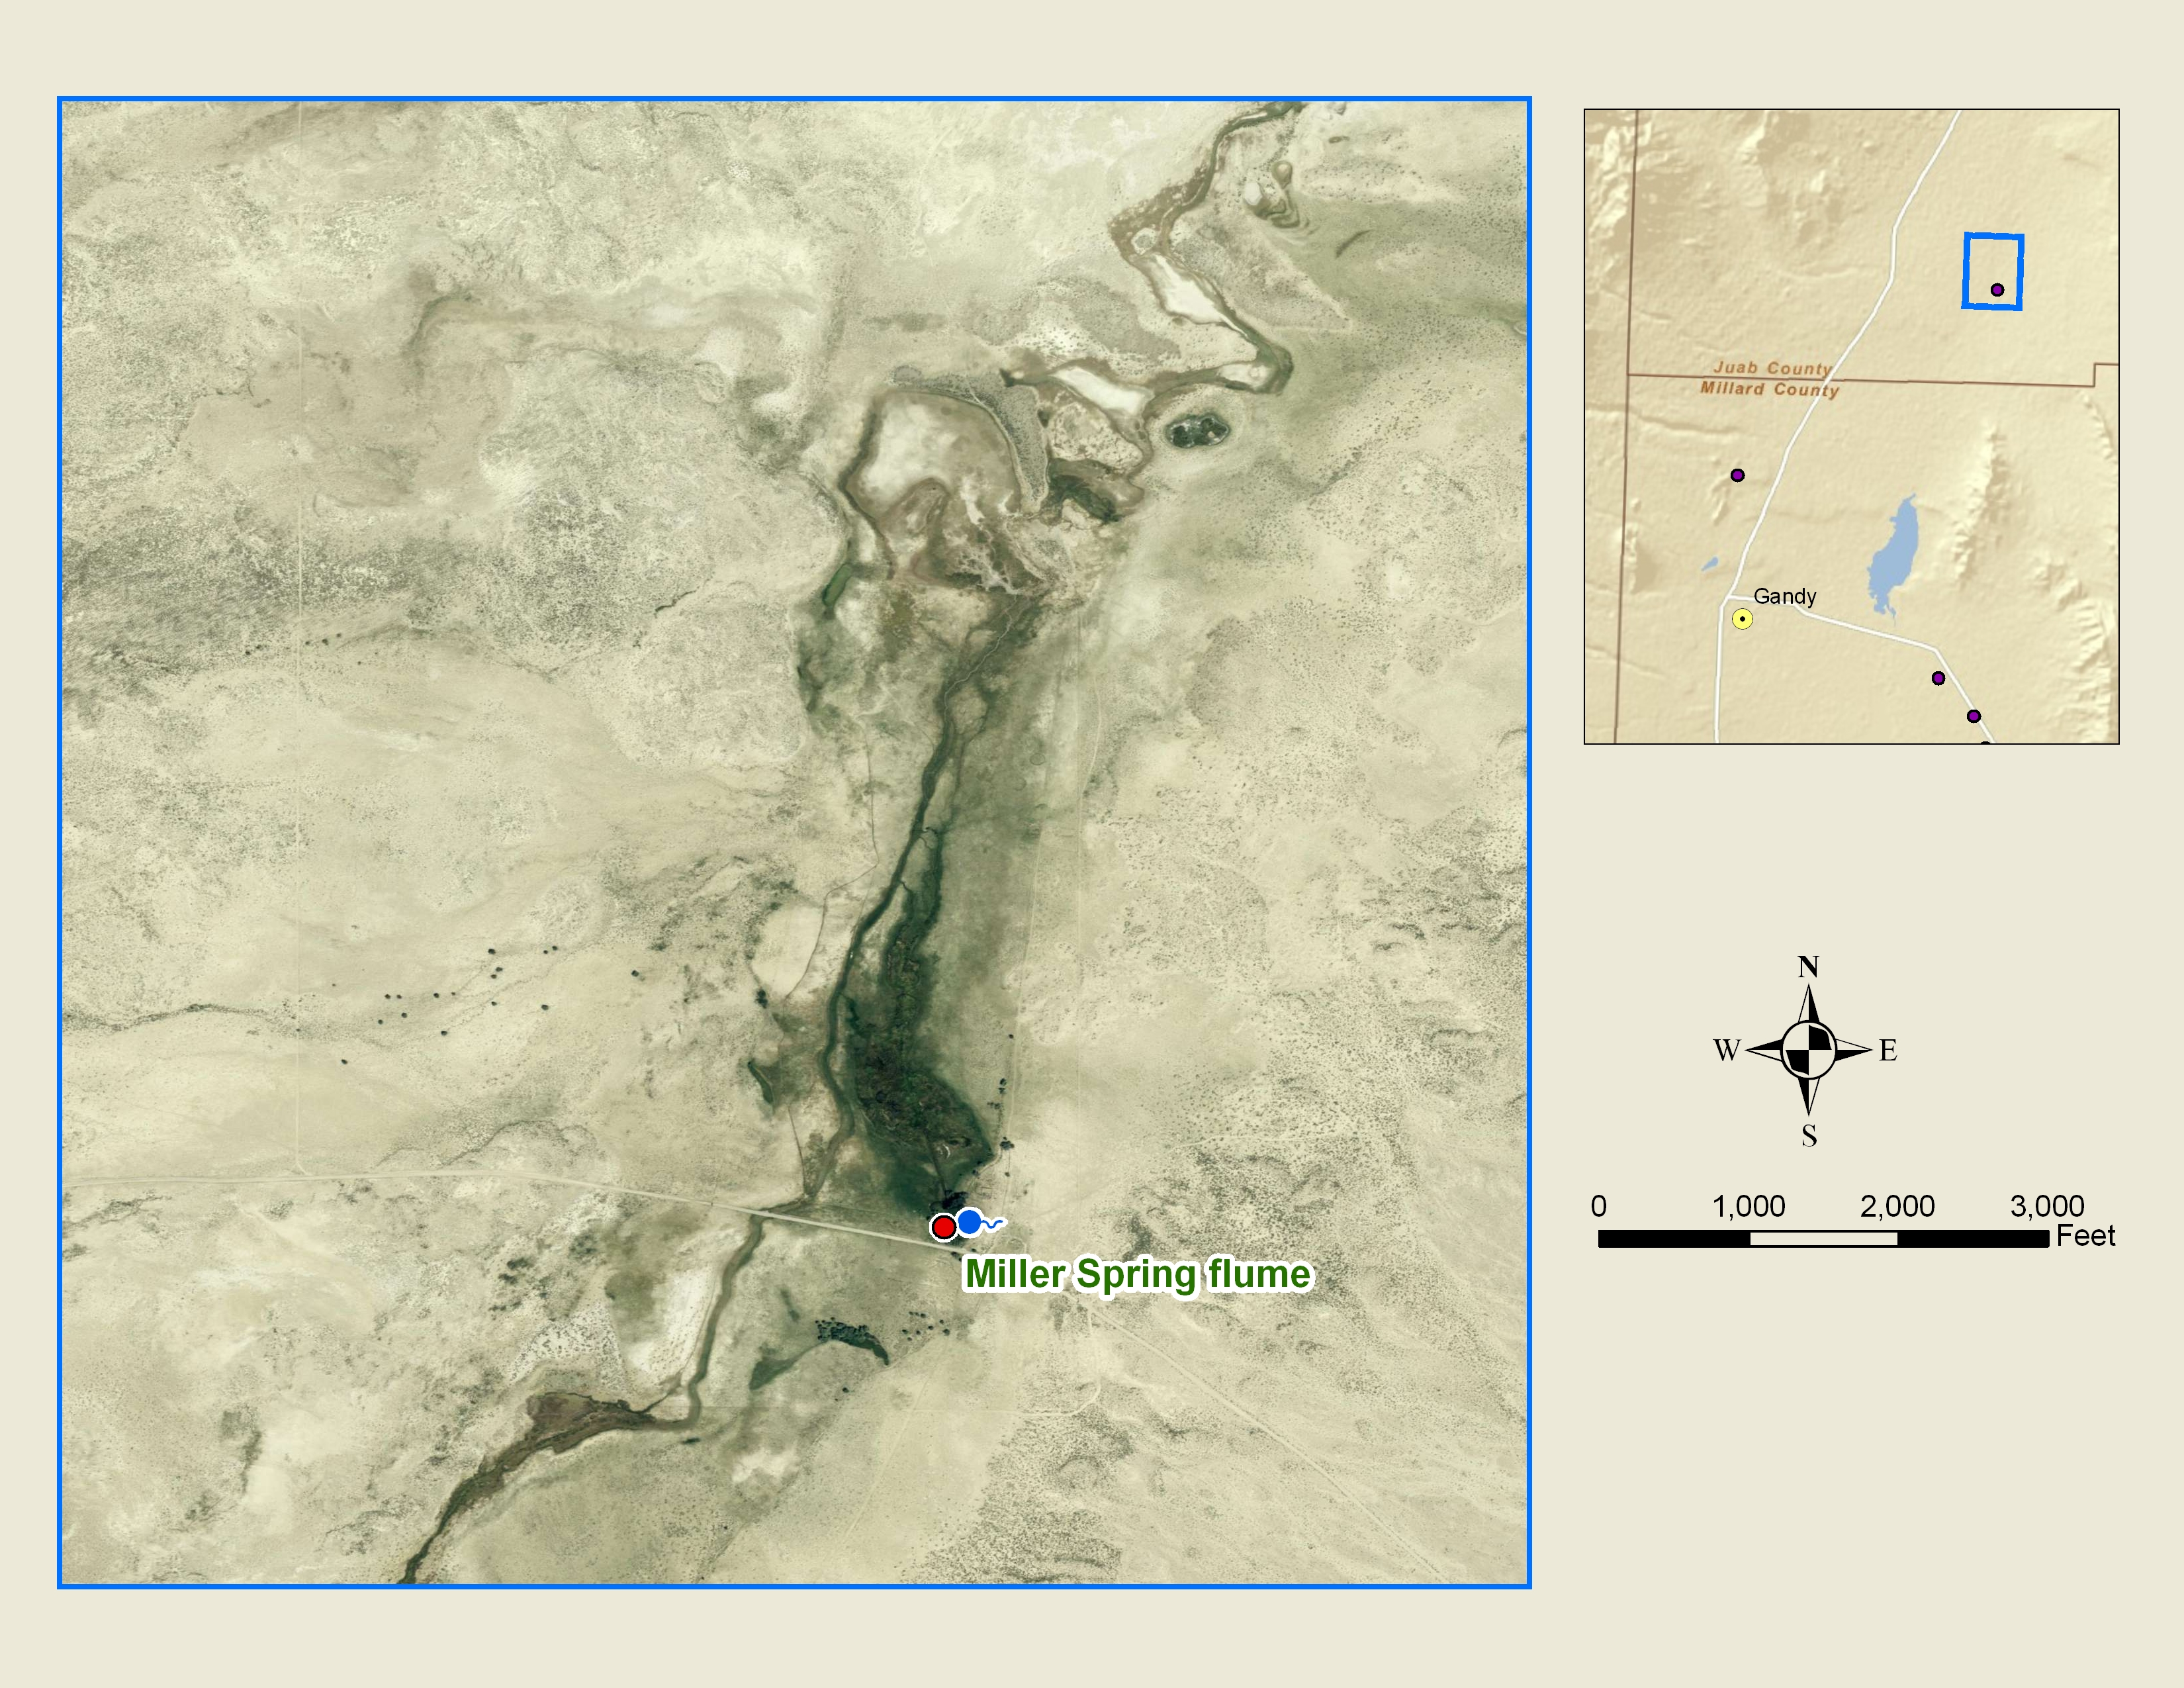 Miller Spring flume
Juab County
Millard County
Gandy
N
W E
S
0 1,000 2,000 3,000
Feet